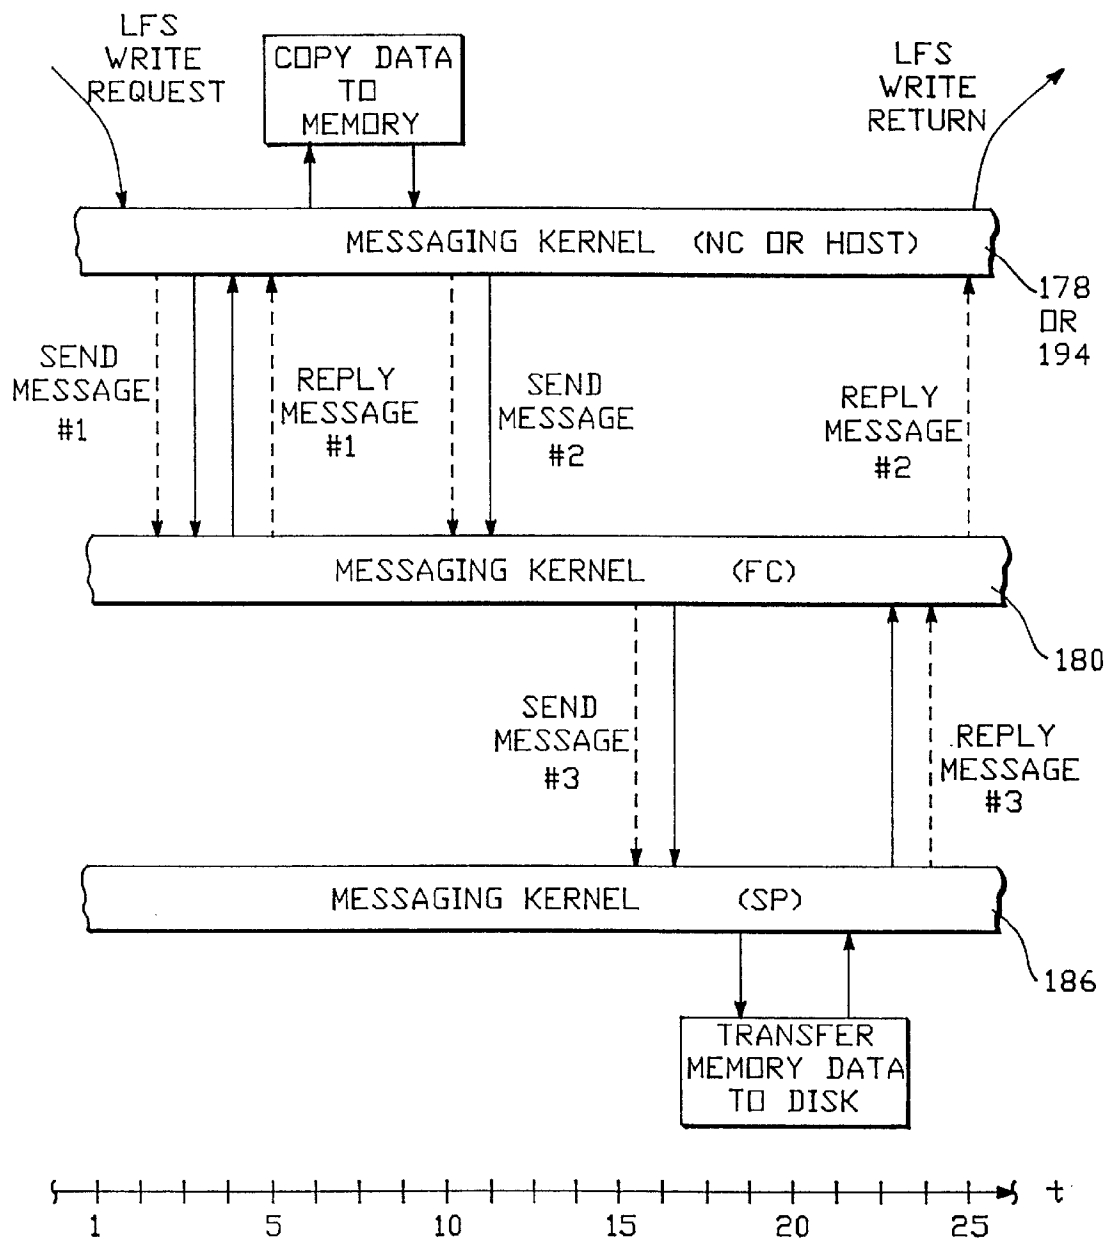 LFS
WRITE
REQUEST
COPY DATA
TO
MEMORY
LFS
WRITE
RETURN
MESSAGING KERNEL (NC OR HOST)
178
OR
194
SEND
MESSAGE
#1
REPLY
MESSAGE
#1
SEND
MESSAGE
#2
REPLY
MESSAGE
#2
MESSAGING KERNEL (FC)
180
SEND
MESSAGE
#3
REPLY
MESSAGE
#3
MESSAGING KERNEL (SP)
186
TRANSFER
MEMORY DATA
TO DISK
t
1 5 10 15 20 25